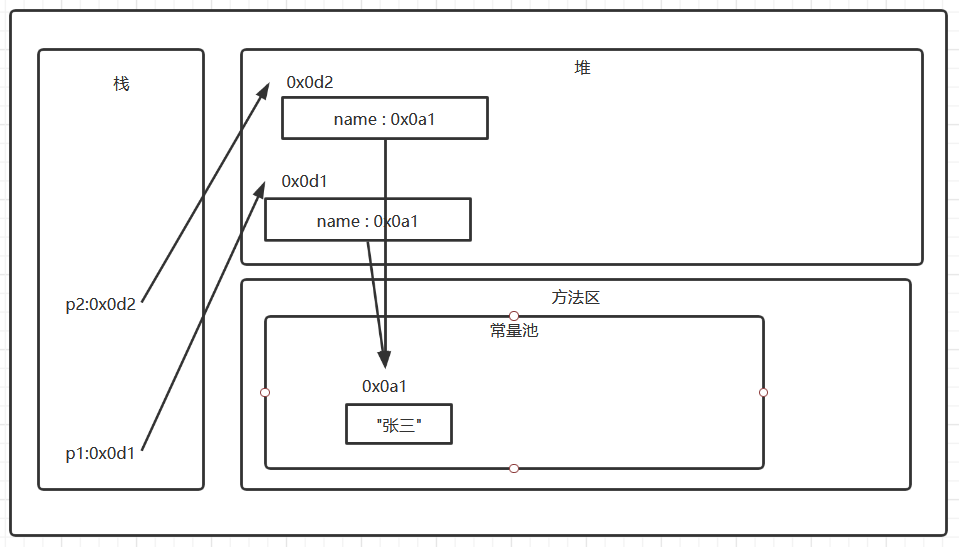 栈
p2:0x0d2
p1:0x0d1
堆
0x0d2
name : 0x0a1
0x0d1
name : 0x0a1
方法区
常量池
0x0a1
"张三"